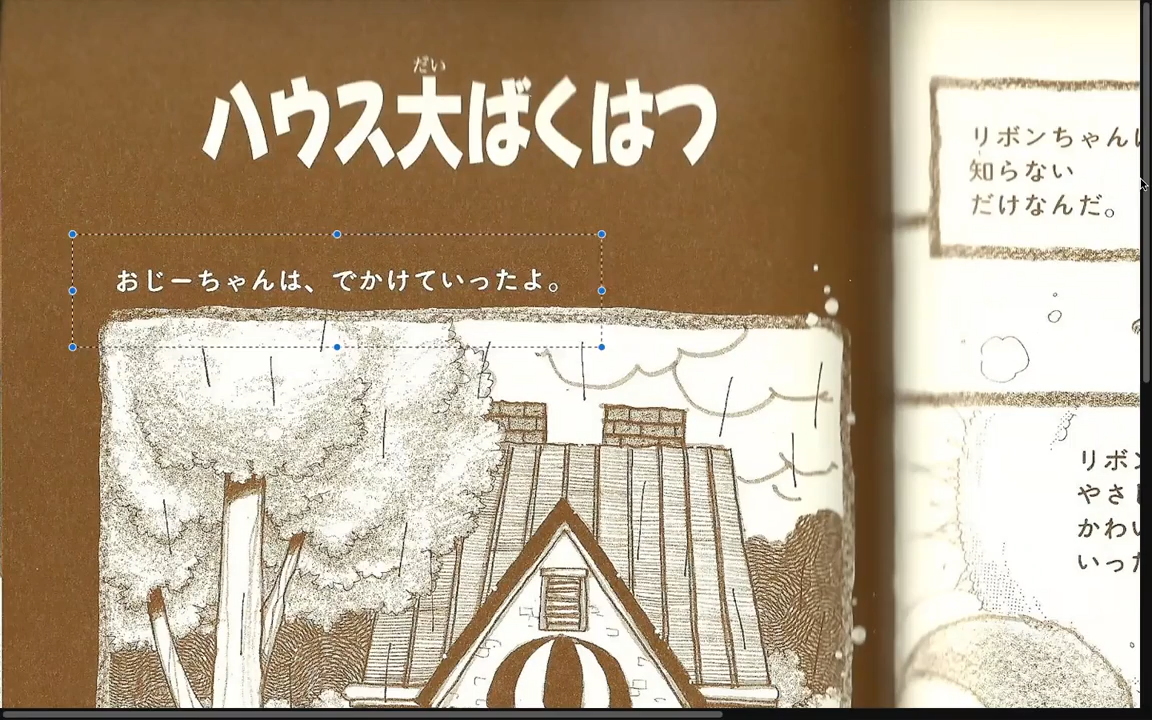 だい
ハウス大ばくはつ
おじーちゃんは、でかけていったよ。
リボンちゃん
知らない
だけなんだ。
リボン
やさし
かわい
いった